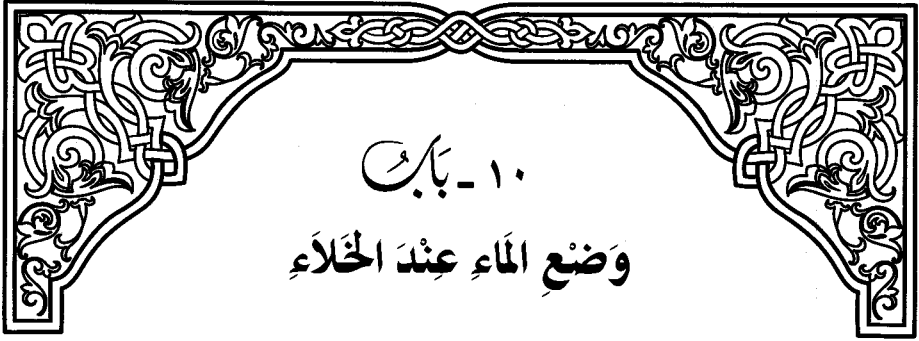 ١٠ - بَابُ
وَضْعِ المَاءِ عِنْدَ الخَلَاءِ